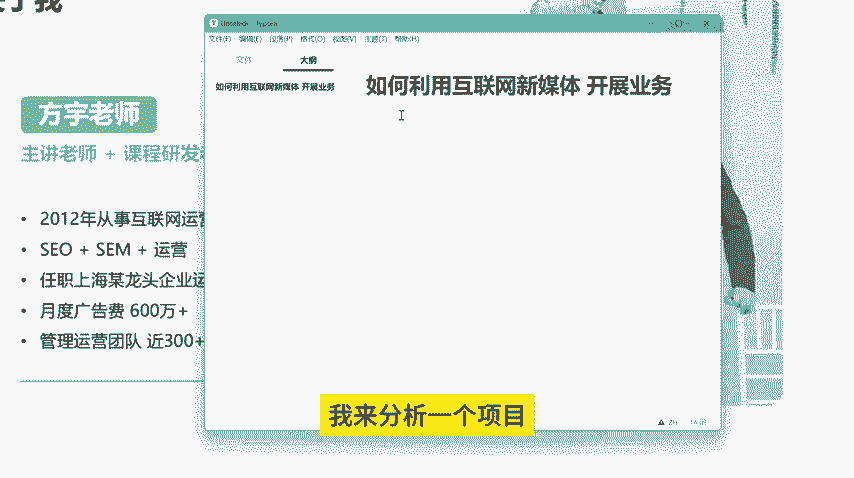 关于我
方宇老师
主讲老师 + 课程研发
2012年从事互联网运营
SEO + SEM + 运营
任职上海某龙头企业运
月度广告费 600万+
管理运营团队 近300+
Untitled - Typora
文件(F) 编辑(E) 段落(P) 格式(O) 视图(V) 主题(T) 帮助(H)
文件 大纲
如何利用互联网新媒体 开展业务
如何利用互联网新媒体 开展业务
我来分析一个项目